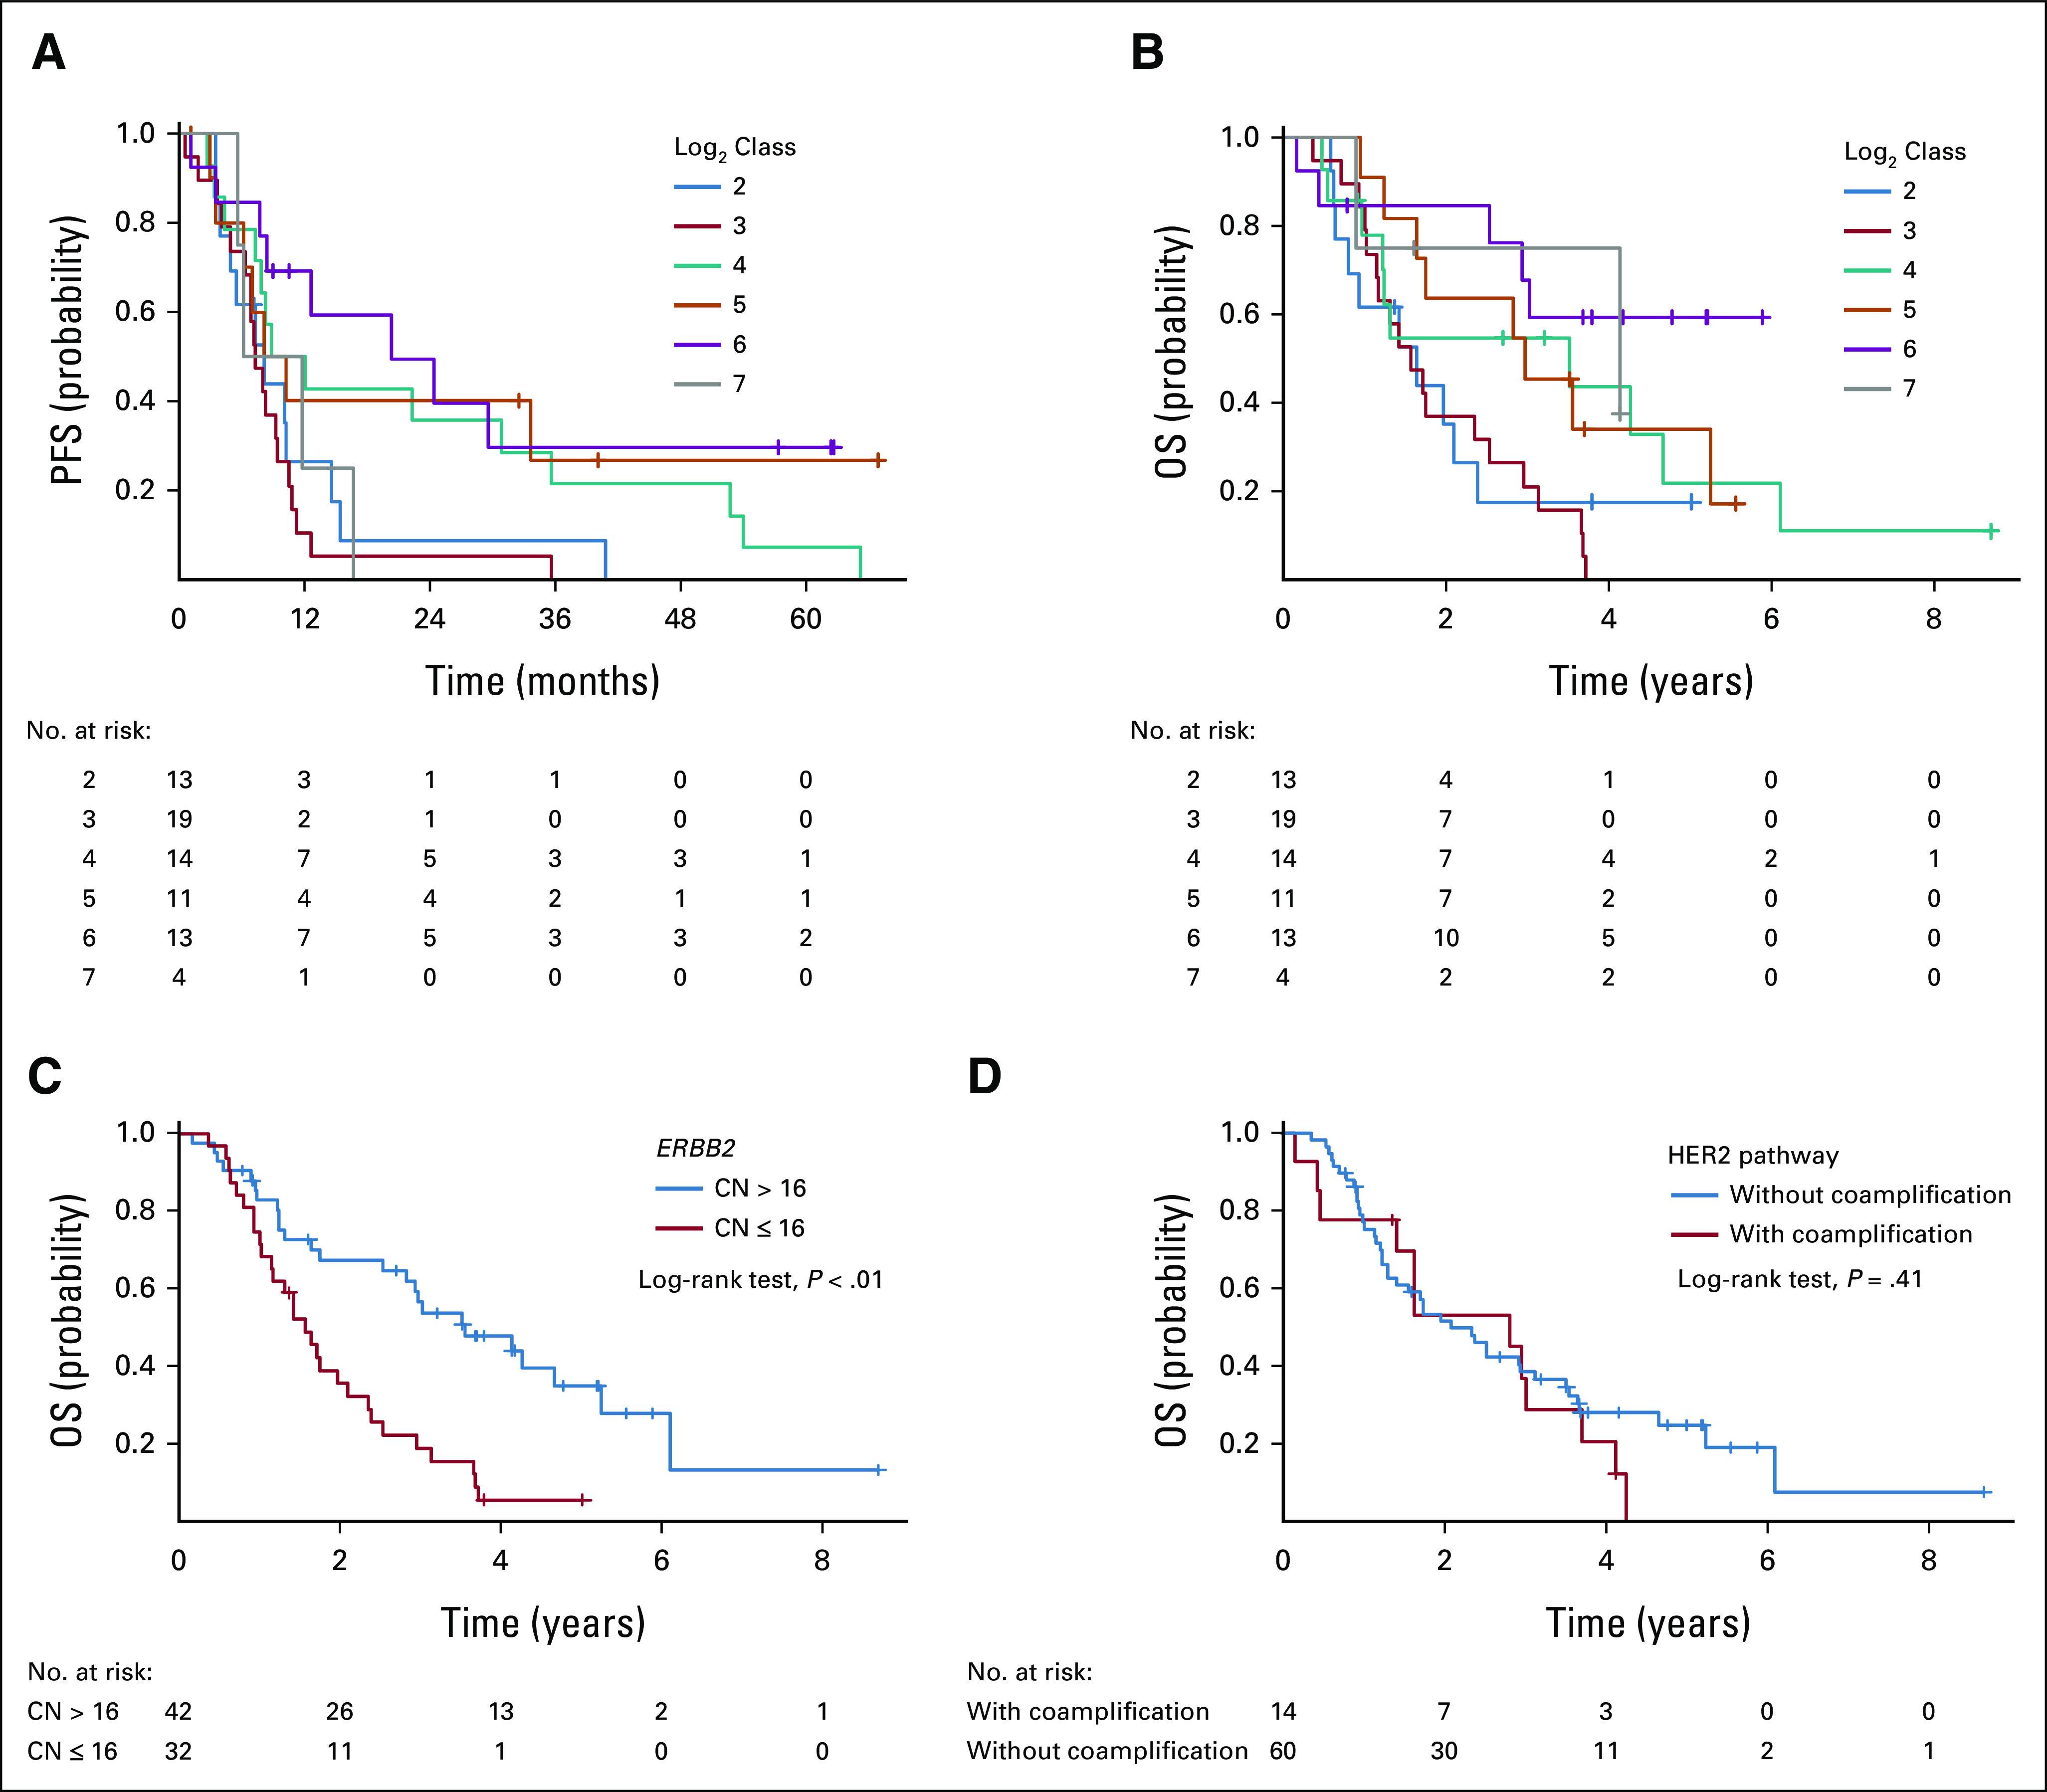 A
1.0
0.8
0.6
0.4
0.2
PFS (probability)
Log2 Class
2
3
4
5
6
7
0 12 24 36 48 60
Time (months)
No. at risk:
2 13 3 1 1 0 0
3 19 2 1 0 0 0
4 14 7 5 3 3 1
5 11 4 4 2 1 1
6 13 7 5 3 3 2
7 4 1 0 0 0 0
B
1.0
0.8
0.6
0.4
0.2
OS (probability)
Log2 Class
2
3
4
5
6
7
0 2 4 6 8
Time (years)
No. at risk:
2 13 4 1 0 0
3 19 7 0 0 0
4 14 7 4 2 1
5 11 7 2 0 0
6 13 10 5 0 0
7 4 2 2 0 0
C
1.0
0.8
0.6
0.4
0.2
OS (probability)
ERBB2
CN > 16
CN ≤ 16
Log-rank test, P < .01
0 2 4 6 8
Time (years)
No. at risk:
CN > 16 42 26 13 2 1
CN ≤ 16 32 11 1 0 0
D
1.0
0.8
0.6
0.4
0.2
OS (probability)
HER2 pathway
Without coamplification
With coamplification
Log-rank test, P = .41
0 2 4 6 8
Time (years)
No. at risk:
With coamplification 14 7 3 0 0
Without coamplification 60 30 11 2 1